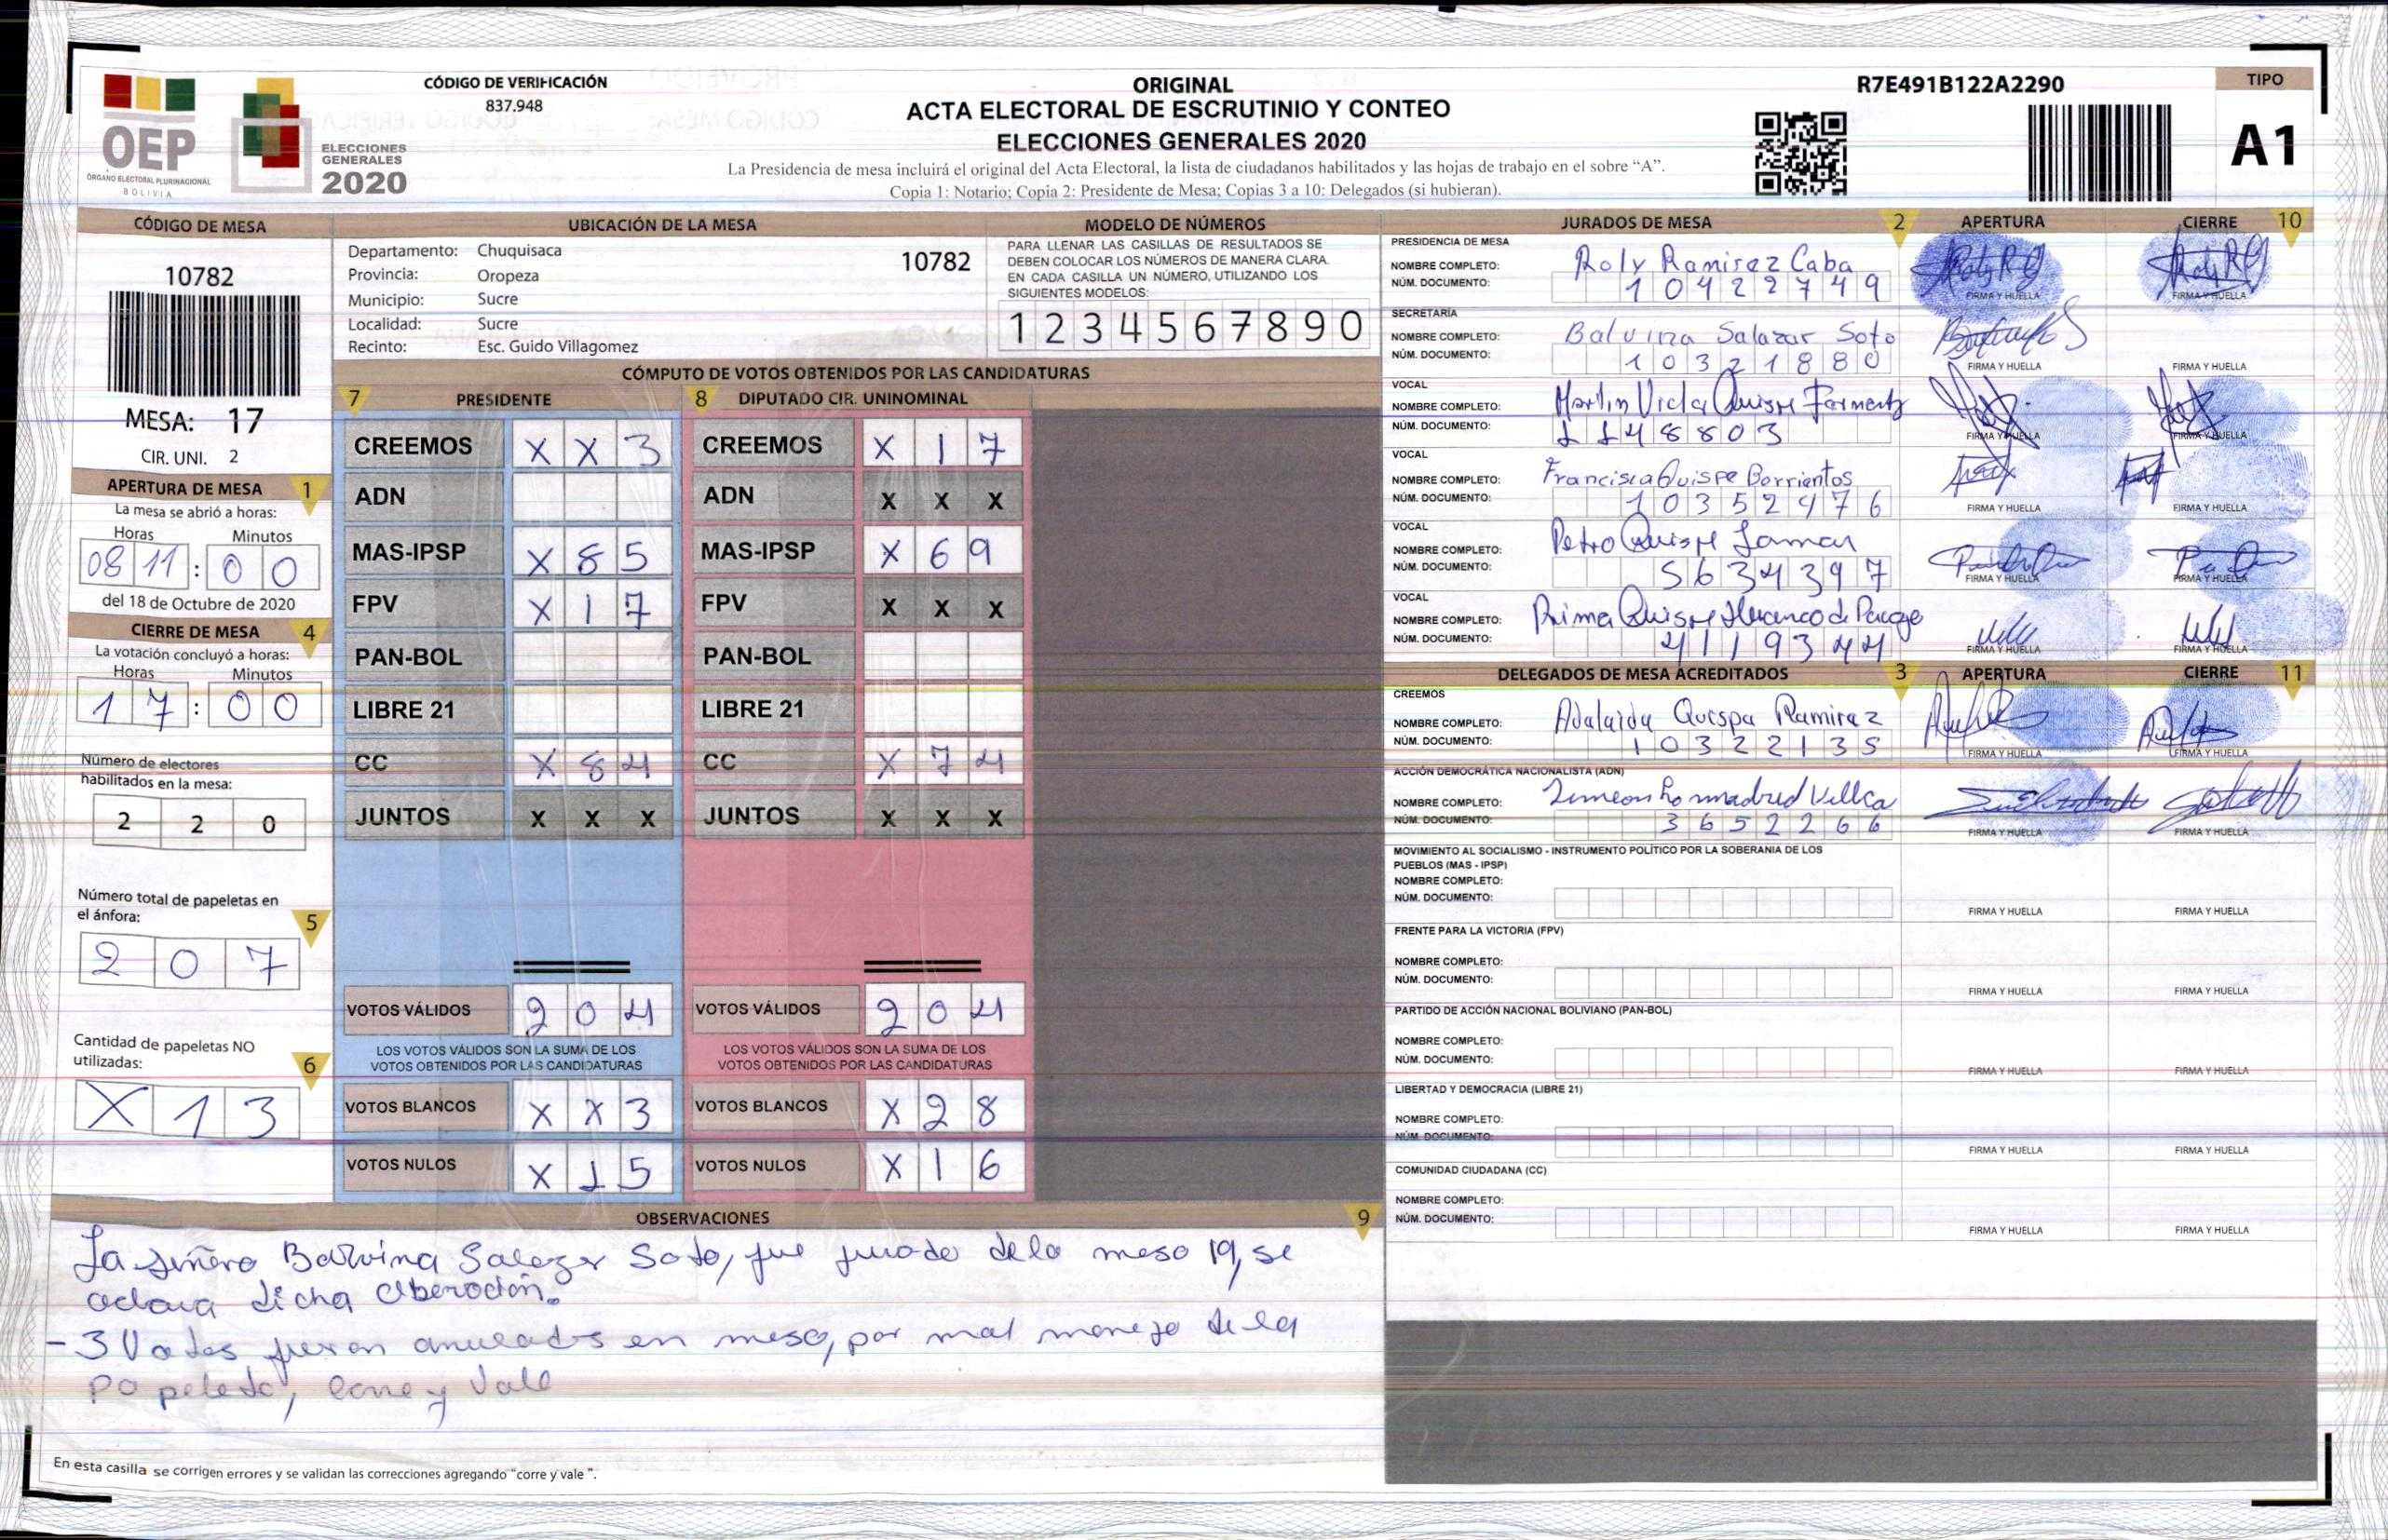 CÓDIGO DE VERIFICACIÓN
837.948
OEP
ÓRGANO ELECTORAL PLURINACIONAL
BOLIVIA
ELECCIONES
GENERALES
2020
ORIGINAL
ACTA ELECTORAL DE ESCRUTINIO Y CONTEO
ELECCIONES GENERALES 2020
La Presidencia de mesa incluirá el original del Acta Electoral, la lista de ciudadanos habilitados y las hojas de trabajo en el sobre “A”.
Copia 1: Notario; Copia 2: Presidente de Mesa; Copias 3 a 10: Delegados (si hubieran).
R7E491B122A2290
TIPO
A1
CÓDIGO DE MESA
10782
MESA: 17
CIR. UNI. 2
APERTURA DE MESA 1
La mesa se abrió a horas:
Horas Minutos
08 11 : 0 0
del 18 de Octubre de 2020
CIERRE DE MESA 4
La votación concluyó a horas:
Horas Minutos
1 7 : 0 0
Número de electores
habilitados en la mesa:
2 2 0
Número total de papeletas en
el ánfora:
5
2 0 7
Cantidad de papeletas NO
utilizadas:
6
X 1 3
UBICACIÓN DE LA MESA
Departamento: Chuquisaca
Provincia: Oropeza
Municipio: Sucre
Localidad: Sucre
Recinto: Esc. Guido Villagomez
10782
MODELO DE NÚMEROS
PARA LLENAR LAS CASILLAS DE RESULTADOS SE
DEBEN COLOCAR LOS NÚMEROS DE MANERA CLARA.
EN CADA CASILLA UN NÚMERO, UTILIZANDO LOS
SIGUIENTES MODELOS:
1 2 3 4 5 6 7 8 9 0
CÓMPUTO DE VOTOS OBTENIDOS POR LAS CANDIDATURAS
7 PRESIDENTE
CREEMOS X X 3
ADN
MAS-IPSP X 8 5
FPV X 1 7
PAN-BOL
LIBRE 21
CC X 8 4
JUNTOS X X X
VOTOS VÁLIDOS 2 0 4
LOS VOTOS VÁLIDOS SON LA SUMA DE LOS
VOTOS OBTENIDOS POR LAS CANDIDATURAS
VOTOS BLANCOS X X 3
VOTOS NULOS X 1 5
8 DIPUTADO CIR. UNINOMINAL
CREEMOS X 1 7
ADN X X X
MAS-IPSP X 6 9
FPV X X X
PAN-BOL
LIBRE 21
CC X 7 4
JUNTOS X X X
VOTOS VÁLIDOS 2 0 4
LOS VOTOS VÁLIDOS SON LA SUMA DE LOS
VOTOS OBTENIDOS POR LAS CANDIDATURAS
VOTOS BLANCOS X 2 8
VOTOS NULOS X 1 6
OBSERVACIONES 9
La señora Balvina Salazar Soto, fue jurado de la mesa 19, se
aclara dicha
- 3 Votos fueron anulados en mesa, por mal manejo de la
papeleta, corre y vale
En esta casilla se corrigen errores y se validan las correcciones agregando “corre y vale”.
JURADOS DE MESA 2 APERTURA CIERRE 10
PRESIDENCIA DE MESA
NOMBRE COMPLETO: Roly Ramirez Caba
NÚM. DOCUMENTO: 1 0 4 2 2 7 4 9
FIRMA Y HUELLA FIRMA Y HUELLA
SECRETARIA
NOMBRE COMPLETO: Balvina Salazar Soto
NÚM. DOCUMENTO: 1 0 3 2 1 8 8 0
FIRMA Y HUELLA FIRMA Y HUELLA
VOCAL
NOMBRE COMPLETO: Martin Victor Quispe
NÚM. DOCUMENTO: 1 1 4 8 8 0 3
FIRMA Y HUELLA FIRMA Y HUELLA
VOCAL
NOMBRE COMPLETO: Francisca Quispe Barrientos
NÚM. DOCUMENTO: 1 0 3 5 2 4 7 6
FIRMA Y HUELLA FIRMA Y HUELLA
VOCAL
NOMBRE COMPLETO: Petro Quispe
NÚM. DOCUMENTO: 5 6 3 4 3 9 7
FIRMA Y HUELLA FIRMA Y HUELLA
VOCAL
NOMBRE COMPLETO: Prima Quispe
NÚM. DOCUMENTO: 4 1 1 9 3 4 4
FIRMA Y HUELLA FIRMA Y HUELLA
DELEGADOS DE MESA ACREDITADOS 3 APERTURA CIERRE 11
CREEMOS
NOMBRE COMPLETO: Adalaida Quispa Ramirez
NÚM. DOCUMENTO: 1 0 3 2 2 1 3 5
FIRMA Y HUELLA FIRMA Y HUELLA
ACCIÓN DEMOCRÁTICA NACIONALISTA (ADN)
NOMBRE COMPLETO:
NÚM. DOCUMENTO: 3 6 5 2 2 6 6
FIRMA Y HUELLA FIRMA Y HUELLA
MOVIMIENTO AL SOCIALISMO - INSTRUMENTO POLÍTICO POR LA SOBERANIA DE LOS
PUEBLOS (MAS - IPSP)
NOMBRE COMPLETO:
NÚM. DOCUMENTO:
FIRMA Y HUELLA FIRMA Y HUELLA
FRENTE PARA LA VICTORIA (FPV)
NOMBRE COMPLETO:
NÚM. DOCUMENTO:
FIRMA Y HUELLA FIRMA Y HUELLA
PARTIDO DE ACCIÓN NACIONAL BOLIVIANO (PAN-BOL)
NOMBRE COMPLETO:
NÚM. DOCUMENTO:
FIRMA Y HUELLA FIRMA Y HUELLA
LIBERTAD Y DEMOCRACIA (LIBRE 21)
NOMBRE COMPLETO:
NÚM. DOCUMENTO:
FIRMA Y HUELLA FIRMA Y HUELLA
COMUNIDAD CIUDADANA (CC)
NOMBRE COMPLETO:
NÚM. DOCUMENTO:
FIRMA Y HUELLA FIRMA Y HUELLA